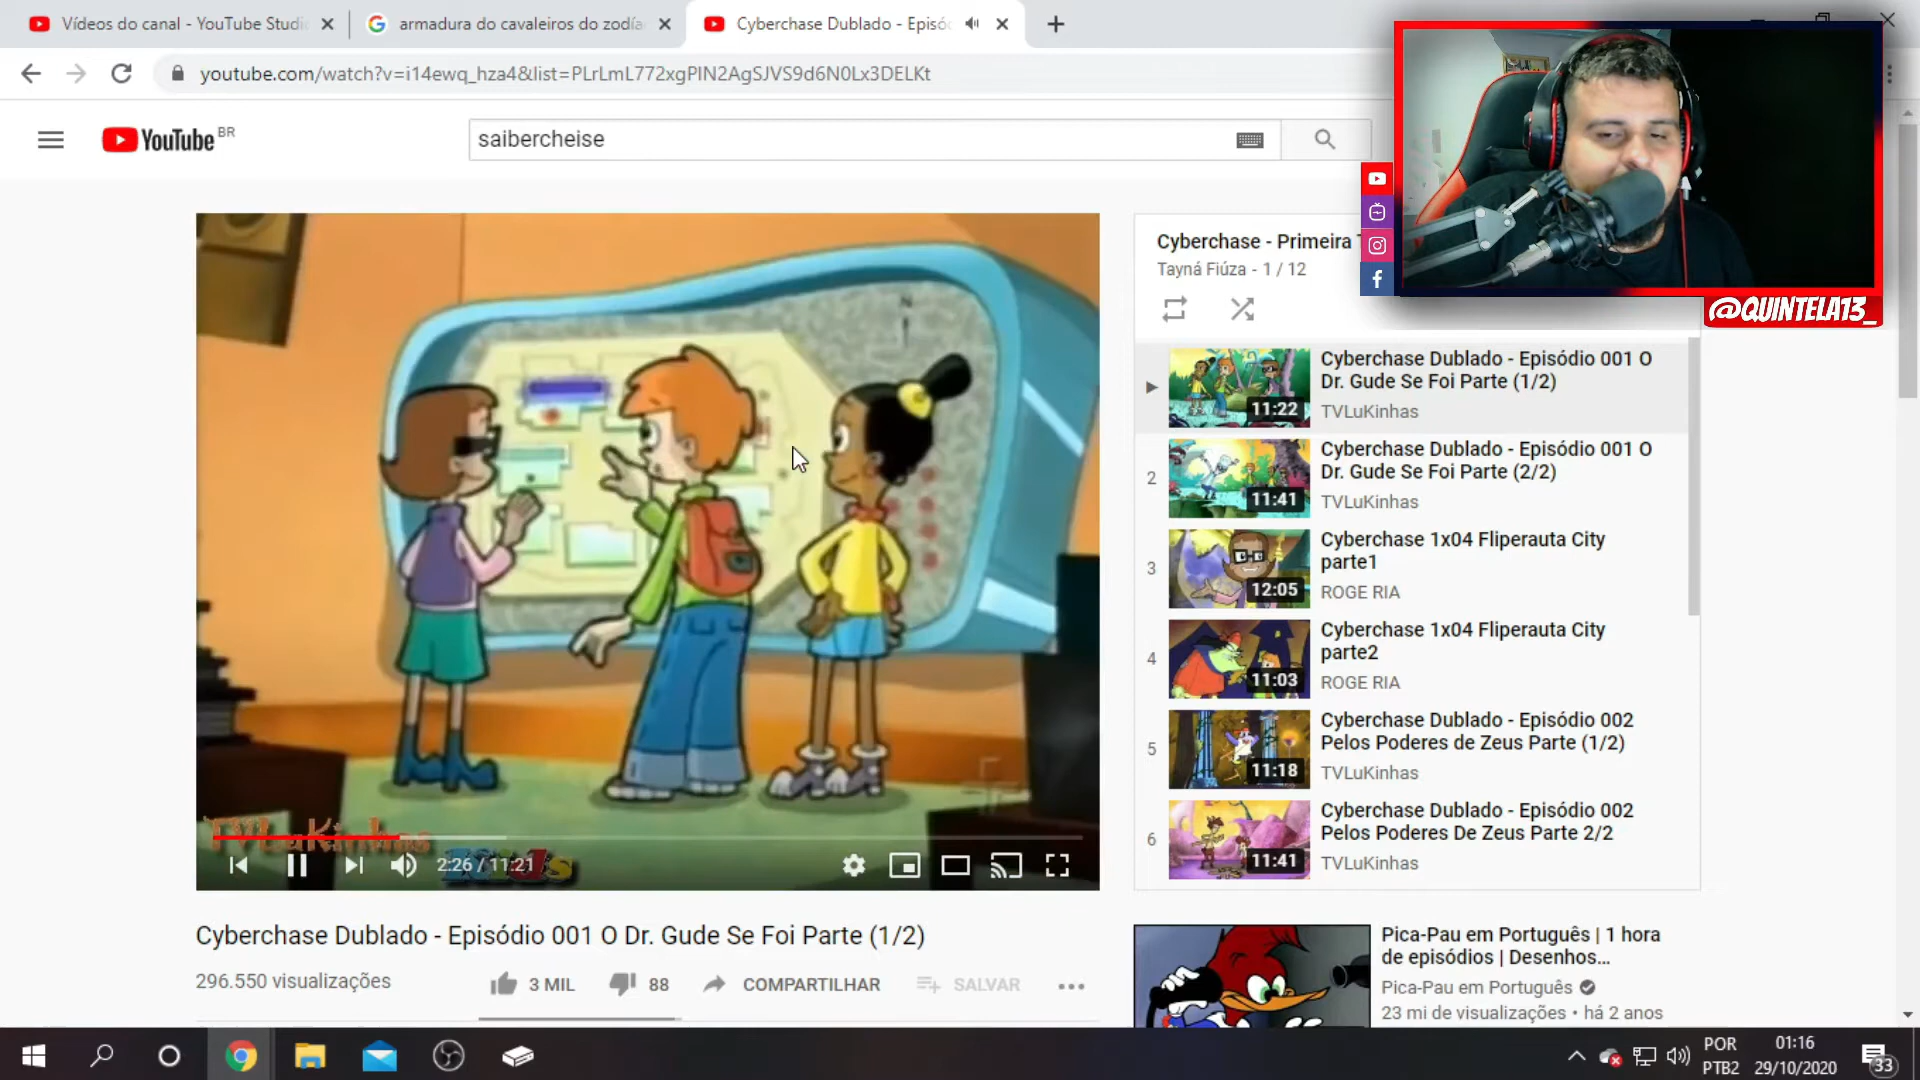 Vídeos do canal - YouTube Studi
armadura do cavaleiros do zodía
Cyberchase Dublado - Episó
youtube.com/watch?v=i14ewq_hza4&list=PLrLmL772xgPIN2AgSJVS9d6N0Lx3DELKt
YouTube BR
saibercheise
Cyberchase - Primeira
Tayná Fiúza - 1 / 12
@QUINTELA13_
Cyberchase Dublado - Episódio 001 O
Dr. Gude Se Foi Parte (1/2)
TVLuKinhas
11:22
2
Cyberchase Dublado - Episódio 001 O
Dr. Gude Se Foi Parte (2/2)
TVLuKinhas
11:41
3
Cyberchase 1x04 Fliperauta City
parte1
ROGE RIA
12:05
4
Cyberchase 1x04 Fliperauta City
parte2
ROGE RIA
11:03
5
Cyberchase Dublado - Episódio 002
Pelos Poderes de Zeus Parte (1/2)
TVLuKinhas
11:18
6
Cyberchase Dublado - Episódio 002
Pelos Poderes De Zeus Parte 2/2
TVLuKinhas
11:41
N
TVLuKinhas
2:26 / 11:21
Cyberchase Dublado - Episódio 001 O Dr. Gude Se Foi Parte (1/2)
296.550 visualizações
3 MIL
88
COMPARTILHAR
SALVAR
Pica-Pau em Português | 1 hora
de episódios | Desenhos...
Pica-Pau em Português
23 mi de visualizações • há 2 anos
POR
PTB2
01:16
29/10/2020
33